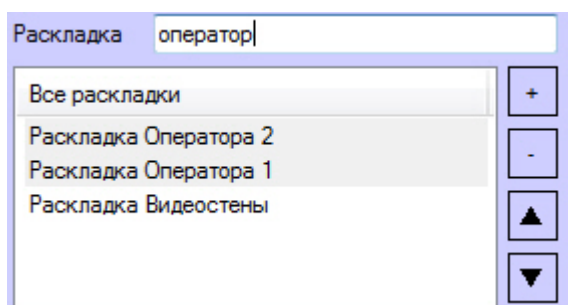 Раскладка оператор
Все раскладки +
Раскладка Оператора 2
Раскладка Оператора 1 -
Раскладка Видеостены
▲
▼